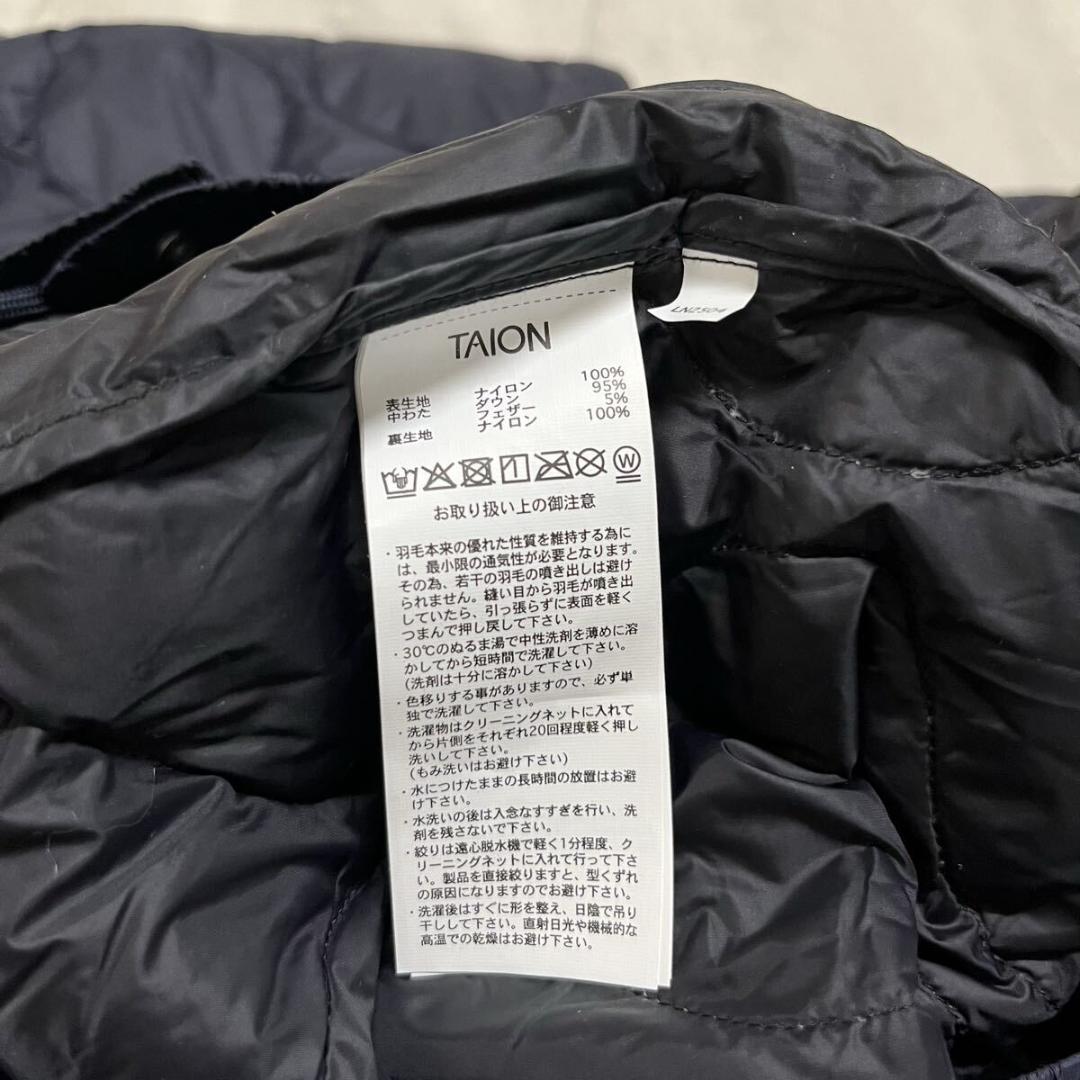 TAION
LN2504
表生地 ナイロン 100%
中わた ダウン 95%
フェザー 5%
裏生地 ナイロン 100%
W
お取り扱い上の御注意
・羽毛本来の優れた性質を維持する為に
は、最小限の通気性が必要となります。
その為、若干の羽毛の噴き出しは避け
られません。縫い目から羽毛が噴き出
していたら、引っ張らずに表面を軽く
つまんで押し戻して下さい。
・30℃のぬるま湯で中性洗剤を薄めに溶
かしてから短時間で洗濯して下さい。
(洗剤は十分に溶かして下さい)
・色移りする事がありますので、必ず単
独で洗濯して下さい。
・洗濯物はクリーニングネットに入れて
から片側をそれぞれ20回程度軽く押し
洗いして下さい。
(もみ洗いはお避け下さい)
・水につけたままの長時間の放置はお避
け下さい。
・水洗いの後は入念なすすぎを行い、洗
剤を残さないで下さい。
・絞りは遠心脱水機で軽く1分程度、ク
リーニングネットに入れて行って下さ
い。製品を直接絞りますと、型くずれ
の原因になりますのでお避け下さい。
・洗濯後はすぐに形を整え、日陰で吊り
干しして下さい。直射日光や機械的な
高温での乾燥はお避け下さい。